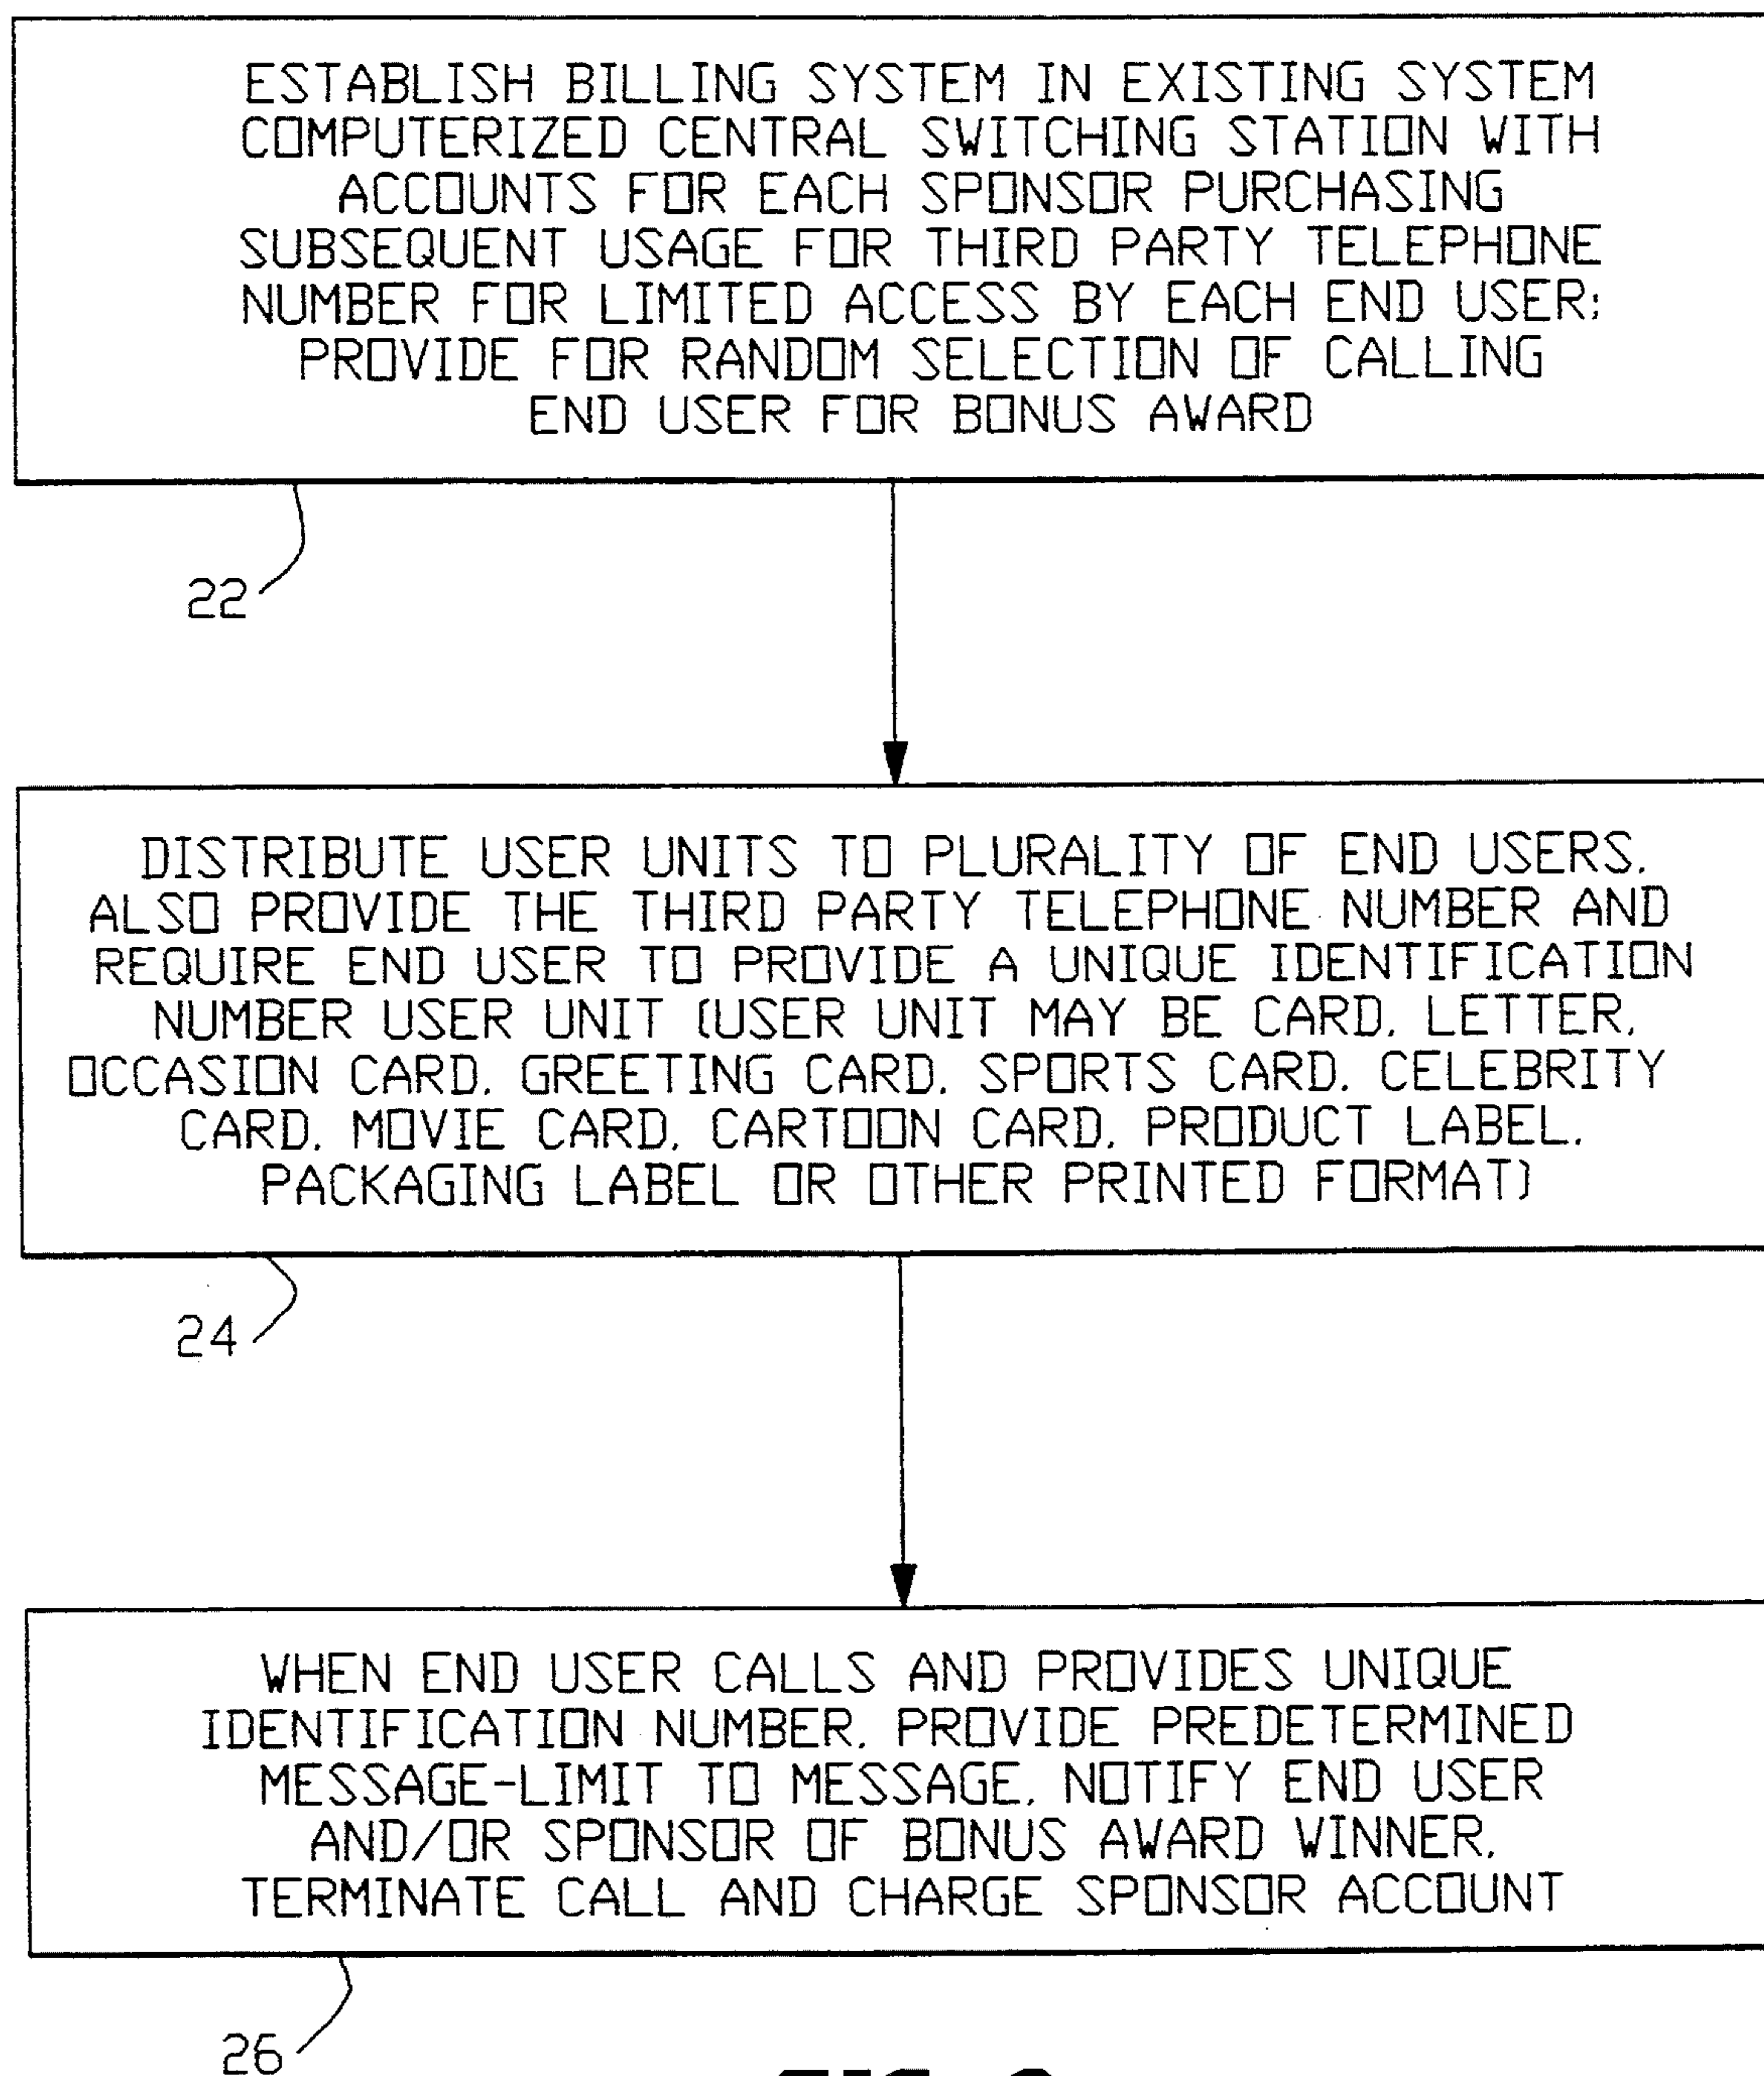 ESTABLISH BILLING SYSTEM IN EXISTING SYSTEM
COMPUTERIZED CENTRAL SWITCHING STATION WITH
ACCOUNTS FOR EACH SPONSOR PURCHASING
SUBSEQUENT USAGE FOR THIRD PARTY TELEPHONE
NUMBER FOR LIMITED ACCESS BY EACH END USER;
PROVIDE FOR RANDOM SELECTION OF CALLING
END USER FOR BONUS AWARD
22
DISTRIBUTE USER UNITS TO PLURALITY OF END USERS.
ALSO PROVIDE THE THIRD PARTY TELEPHONE NUMBER AND
REQUIRE END USER TO PROVIDE A UNIQUE IDENTIFICATION
NUMBER USER UNIT (USER UNIT MAY BE CARD, LETTER,
OCCASION CARD, GREETING CARD, SPORTS CARD, CELEBRITY
CARD, MOVIE CARD, CARTOON CARD, PRODUCT LABEL,
PACKAGING LABEL OR OTHER PRINTED FORMAT)
24
WHEN END USER CALLS AND PROVIDES UNIQUE
IDENTIFICATION NUMBER, PROVIDE PREDETERMINED
MESSAGE-LIMIT TO MESSAGE, NOTIFY END USER
AND/OR SPONSOR OF BONUS AWARD WINNER,
TERMINATE CALL AND CHARGE SPONSOR ACCOUNT
26